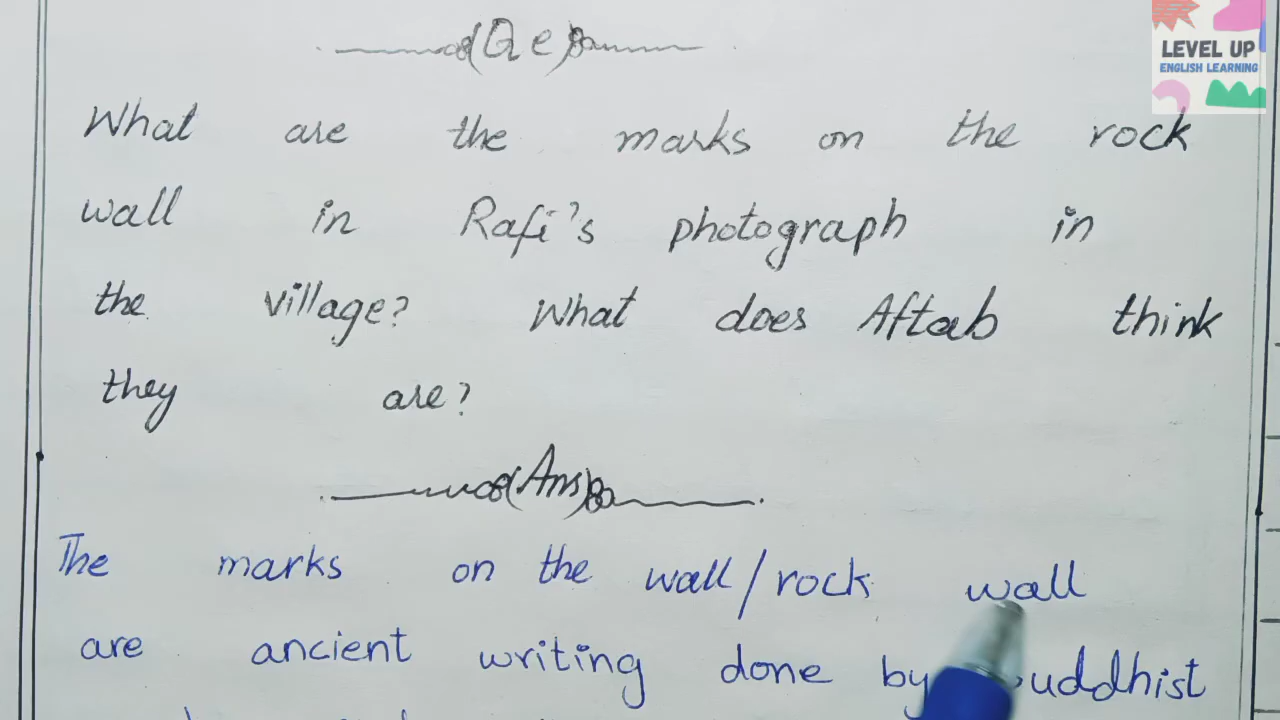 (Q e)
LEVEL UP
ENGLISH LEARNING
What are the marks on the rock
wall in Rafi's photograph in
the village? What does Aftab think
they are?
(Ans)
The marks on the wall/rock wall
are ancient writing done by